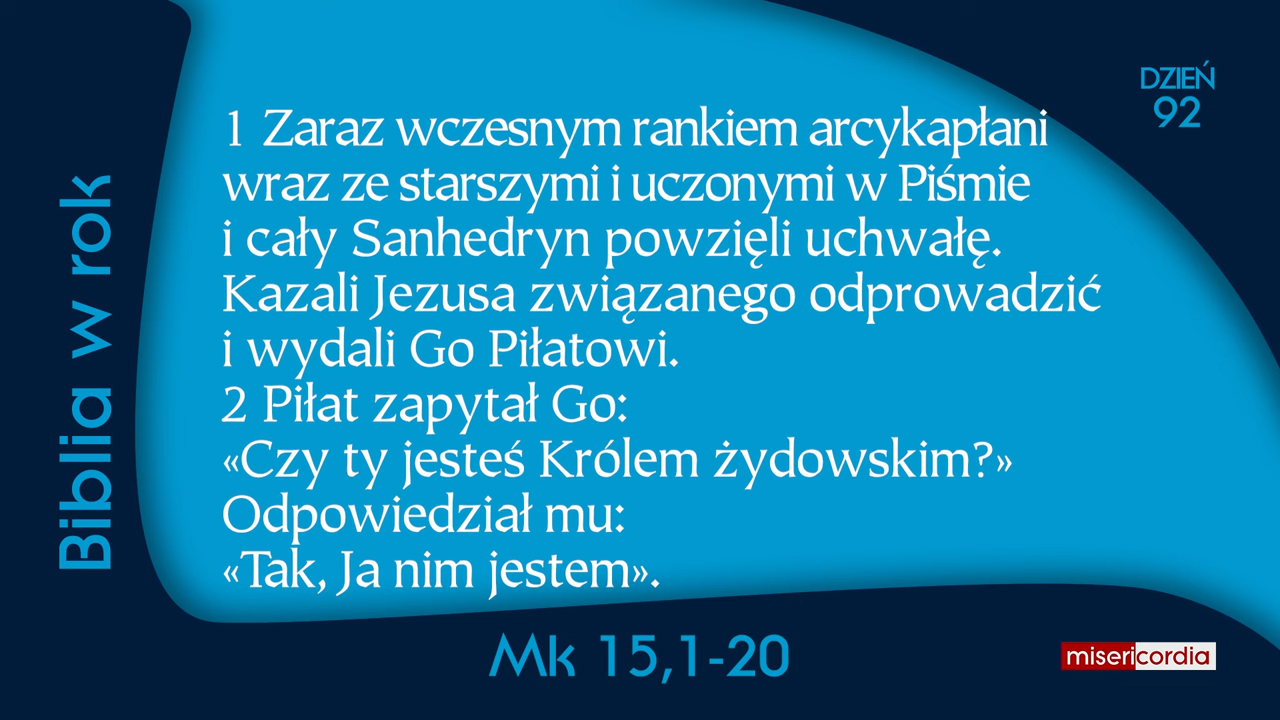 DZIEŃ
92
Biblia w rok
1 Zaraz wczesnym rankiem arcykapłani
wraz ze starszymi i uczonymi w Piśmie
i cały Sanhedryn powzięli uchwałę.
Kazali Jezusa związanego odprowadzić
i wydali Go Piłatowi.
2 Piłat zapytał Go:
«Czy ty jesteś Królem żydowskim?»
Odpowiedział mu:
«Tak, Ja nim jestem».
Mk 15,1-20
misericordia